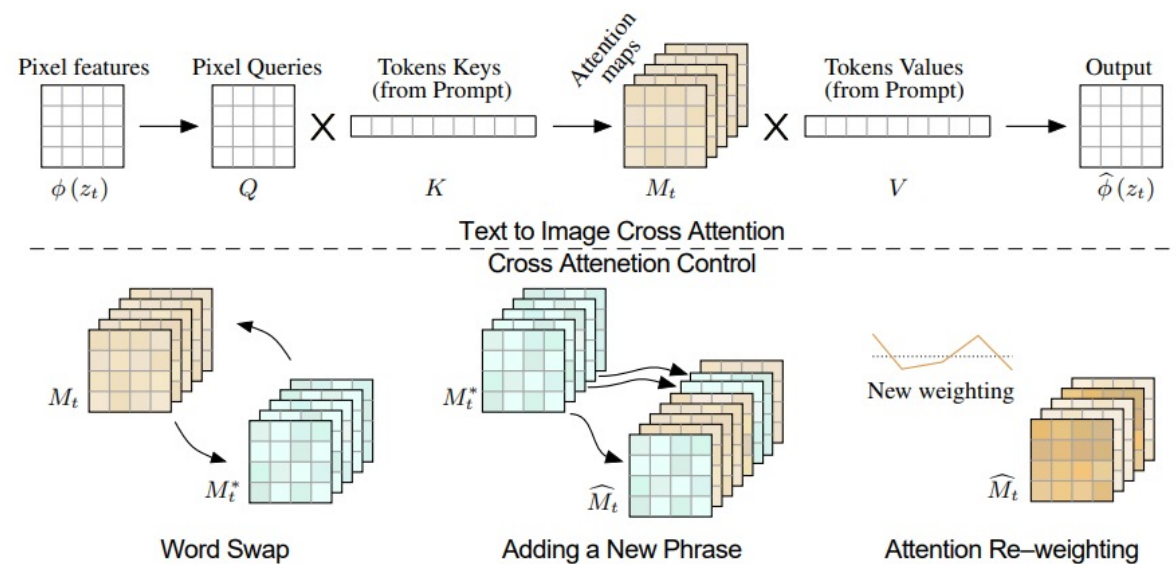 Pixel features
Pixel Queries
Tokens Keys
(from Prompt)
Attention
maps
Tokens Values
(from Prompt)
Output
ϕ (z_t)
Q
X
K
M_t
X
V
ϕ̂ (z_t)
Text to Image Cross Attention
Cross Attenetion Control
M_t
M_t^*
Word Swap
M_t^*
M̂_t
Adding a New Phrase
New weighting
M̂_t
Attention Re–weighting